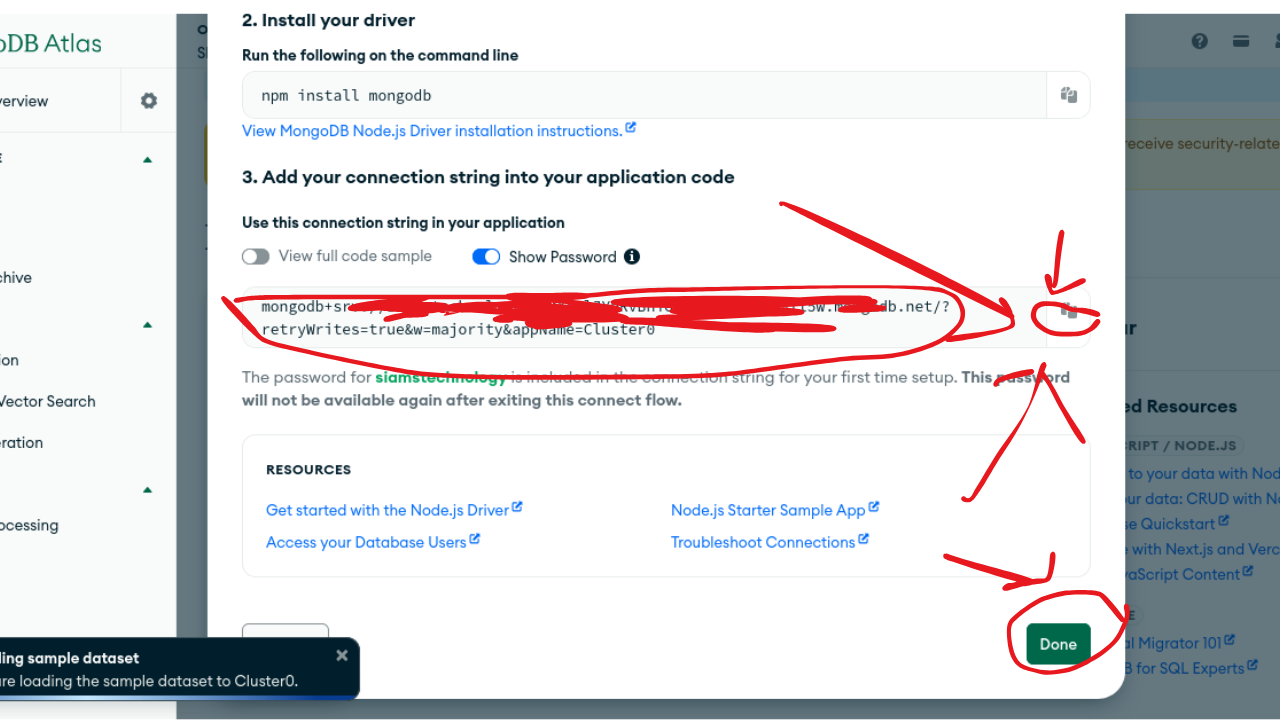 2. Install your driver
oDB Atlas
Run the following on the command line
npm install mongodb
verview
View MongoDB Node.js Driver installation instructions.
receive security-relate
3. Add your connection string into your application code
Use this connection string in your application
View full code sample
Show Password
chive
mongodb+sr
db.net/?
retryWrites=true&w=majority&appName=Cluster0
ion
The password for siamstechnology is included in the connection string for your first time setup. This password
will not be available again after exiting this connect flow.
Vector Search
ed Resources
eration
RIPT / NODE.JS
RESOURCES
to your data with Nod
Get started with the Node.js Driver
Node.js Starter Sample App
ur data: CRUD with N
se Quickstart
ocessing
Access your Database Users
Troubleshoot Connections
with Next.js and Verc
aScript Content
Done
al Migrator 101
ding sample dataset
B for SQL Experts
re loading the sample dataset to Cluster0.